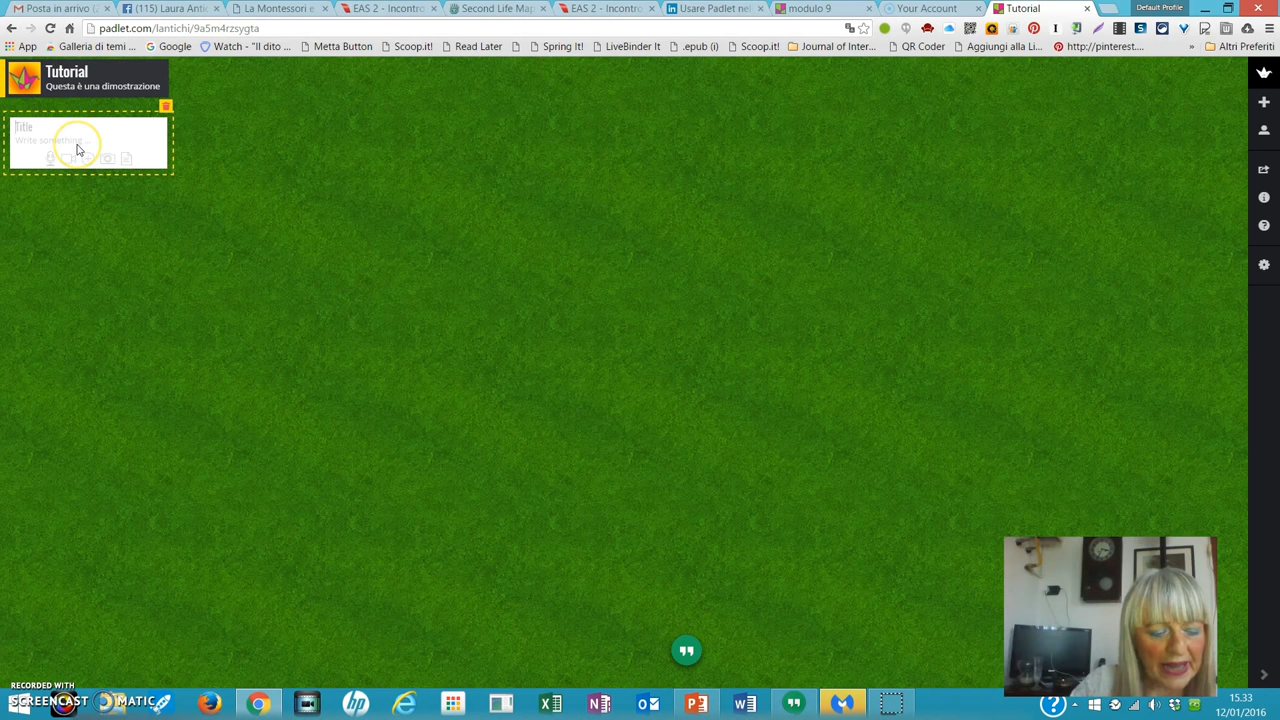 Posta in arrivo (2
(115) Laura Antic
La Montessori e
EAS 2 - Incontro
Second Life Map
EAS 2 - Incontro
Usare Padlet nel
modulo 9
Your Account
Tutorial
Default Profile
padlet.com/lantichi/9a5m4rzsygta
App
Galleria di temi ...
Google
Watch - "Il dito ...
Metta Button
Scoop.it!
Read Later
Spring It!
LiveBinder It
.epub (i)
Scoop.it!
Journal of Inter...
QR Coder
Aggiungi alla Li...
http://pinterest....
»
Altri Preferiti
Tutorial
Questa è una dimostrazione
Title
Write something ...
RECORDED WITH
SCREENCAST MATIC
15.33
12/01/2016